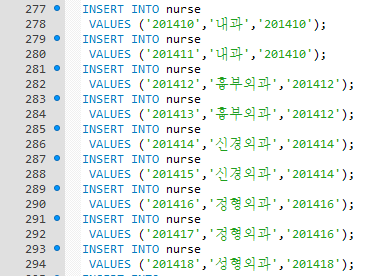 277 INSERT INTO nurse
278 VALUES ('201410','내과','201410');
279 INSERT INTO nurse
280 VALUES ('201411','내과','201410');
281 INSERT INTO nurse
282 VALUES ('201412','흉부외과','201412');
283 INSERT INTO nurse
284 VALUES ('201413','흉부외과','201412');
285 INSERT INTO nurse
286 VALUES ('201414','신경외과','201414');
287 INSERT INTO nurse
288 VALUES ('201415','신경외과','201414');
289 INSERT INTO nurse
290 VALUES ('201416','정형외과','201416');
291 INSERT INTO nurse
292 VALUES ('201417','정형외과','201416');
293 INSERT INTO nurse
294 VALUES ('201418','성형외과','201418');